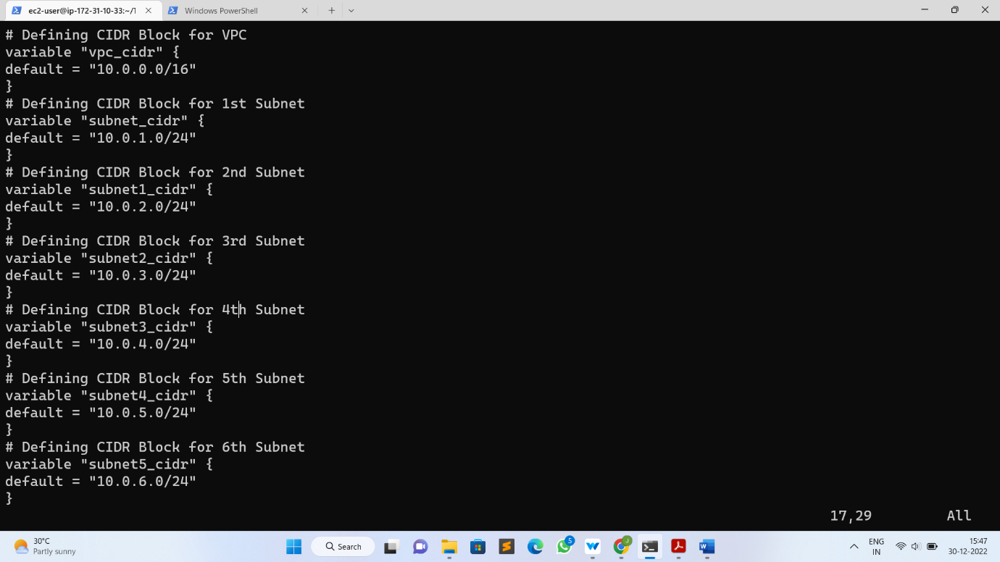 ec2-user@ip-172-31-10-33:~/1
Windows PowerShell
# Defining CIDR Block for VPC
variable "vpc_cidr" {
default = "10.0.0.0/16"
}
# Defining CIDR Block for 1st Subnet
variable "subnet_cidr" {
default = "10.0.1.0/24"
}
# Defining CIDR Block for 2nd Subnet
variable "subnet1_cidr" {
default = "10.0.2.0/24"
}
# Defining CIDR Block for 3rd Subnet
variable "subnet2_cidr" {
default = "10.0.3.0/24"
}
# Defining CIDR Block for 4th Subnet
variable "subnet3_cidr" {
default = "10.0.4.0/24"
}
# Defining CIDR Block for 5th Subnet
variable "subnet4_cidr" {
default = "10.0.5.0/24"
}
# Defining CIDR Block for 6th Subnet
variable "subnet5_cidr" {
default = "10.0.6.0/24"
}
17,29 All
30°C
Partly sunny
Search
5
J
ENG
IN
15:47
30-12-2022